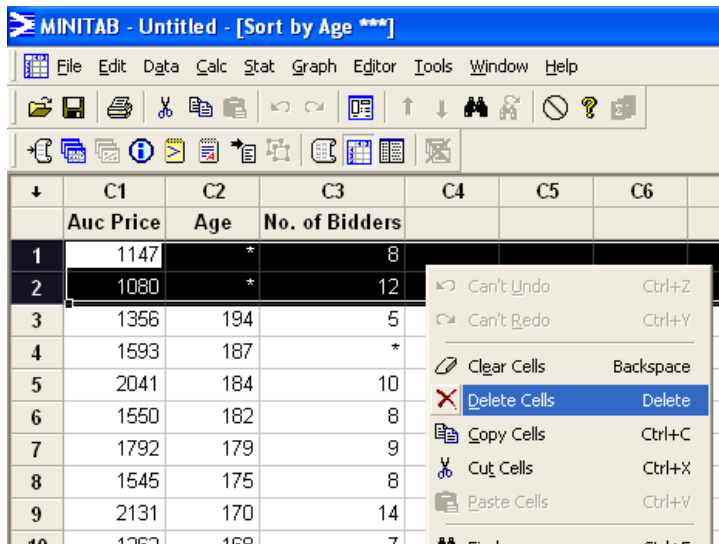 MINITAB - Untitled - [Sort by Age ***]
File Edit Data Calc Stat Graph Editor Tools Window Help
↓ C1 C2 C3 C4 C5 C6
Auc Price Age No. of Bidders
1 1147 * 8
2 1080 * 12
3 1356 194 5
4 1593 187 *
5 2041 184 10
6 1550 182 8
7 1792 179 9
8 1545 175 8
9 2131 170 14
Can't Undo Ctrl+Z
Can't Redo Ctrl+Y
Clear Cells Backspace
Delete Cells Delete
Copy Cells Ctrl+C
Cut Cells Ctrl+X
Paste Cells Ctrl+V